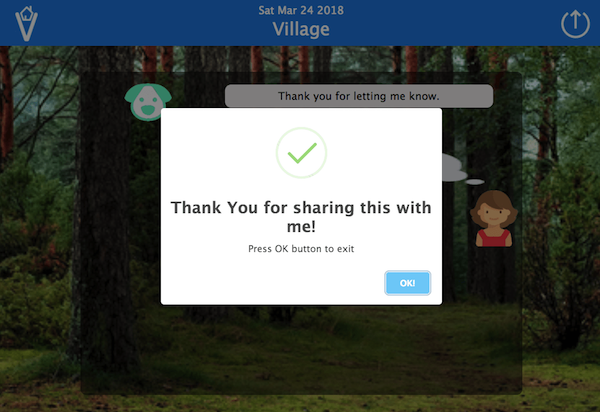 Sat Mar 24 2018
Village
Thank you for letting me know.
Thank You for sharing this with
me!
Press OK button to exit
OK!